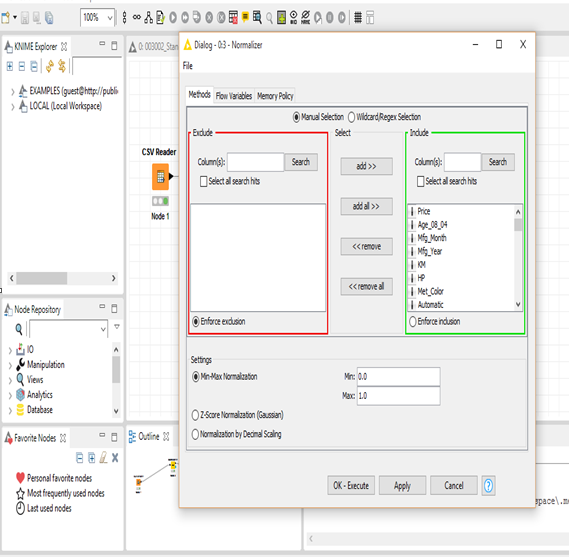 100%
KNIME Explorer
EXAMPLES (guest@http://public
LOCAL (Local Workspace)
Node Repository
IO
Manipulation
Views
Analytics
Database
Favorite Nodes
Personal favorite nodes
Most frequently used nodes
Last used nodes
0: 003002_Stan
CSV Reader
Node 1
Outline
Dialog - 0:3 - Normalizer
File
Methods Flow Variables Memory Policy
Manual Selection Wildcard/Regex Selection
Exclude
Column(s): Search
Select all search hits
Enforce exclusion
Select
add >>
add all >>
<< remove
<< remove all
Include
Column(s): Search
Select all search hits
Price
Age_08_04
Mfg_Month
Mfg_Year
KM
HP
Met_Color
Automatic
Enforce inclusion
Settings
Min-Max Normalization Min: 0.0
Max: 1.0
Z-Score Normalization (Gaussian)
Normalization by Decimal Scaling
OK - Execute Apply Cancel ?
space\.me